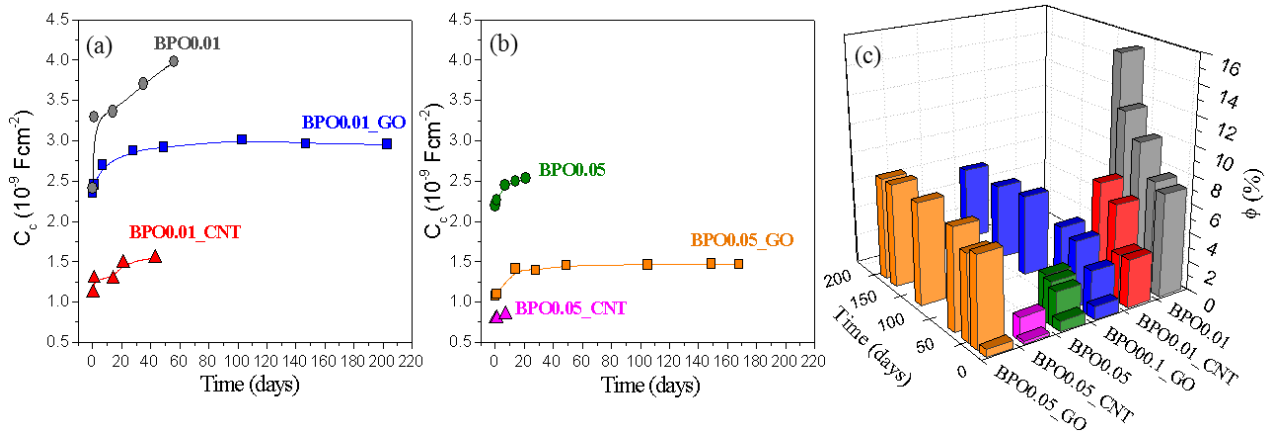 (a)
BPO0.01
BPO0.01_GO
BPO0.01_CNT
4.5
4.0
3.5
3.0
2.5
2.0
1.5
1.0
0.5
C_c (10^-9 Fcm^-2)
0 20 40 60 80 100 120 140 160 180 200 220
Time (days)
(b)
BPO0.05
BPO0.05_GO
BPO0.05_CNT
4.5
4.0
3.5
3.0
2.5
2.0
1.5
1.0
0.5
C_c (10^-9 Fcm^-2)
0 20 40 60 80 100 120 140 160 180 200 220
Time (days)
(c)
16
14
12
10
8
6
4
2
0
ϕ (%)
200
150
100
50
0
Time (days)
BPO0.01
BPO0.01_CNT
BPO00.1_GO
BPO0.05
BPO0.05_CNT
BPO0.05_GO